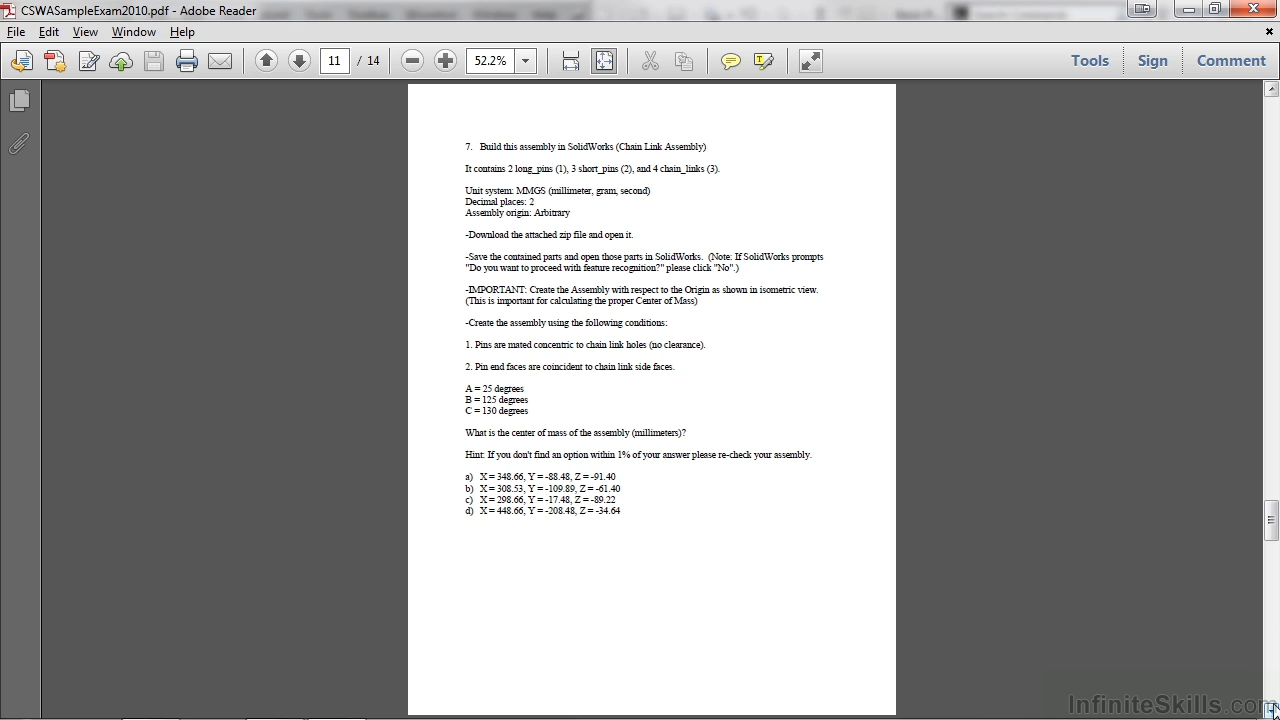 CSWASampleExam2010.pdf - Adobe Reader
File Edit View Window Help
11 / 14 52.2% Tools Sign Comment
7. Build this assembly in SolidWorks (Chain Link Assembly)
It contains 2 long_pins (1), 3 short_pins (2), and 4 chain_links (3).
Unit system: MMGS (millimeter, gram, second)
Decimal places: 2
Assembly origin: Arbitrary
-Download the attached zip file and open it.
-Save the contained parts and open those parts in SolidWorks. (Note: If SolidWorks prompts
"Do you want to proceed with feature recognition?" please click "No".)
-IMPORTANT: Create the Assembly with respect to the Origin as shown in isometric view.
(This is important for calculating the proper Center of Mass)
-Create the assembly using the following conditions:
1. Pins are mated concentric to chain link holes (no clearance).
2. Pin end faces are coincident to chain link side faces.
A = 25 degrees
B = 125 degrees
C = 130 degrees
What is the center of mass of the assembly (millimeters)?
Hint: If you don't find an option within 1% of your answer please re-check your assembly.
a) X = 348.66, Y = -88.48, Z = -91.40
b) X = 308.53, Y = -109.89, Z = -61.40
c) X = 298.66, Y = -17.48, Z = -89.22
d) X = 448.66, Y = -208.48, Z = -34.64
InfiniteSkills.com